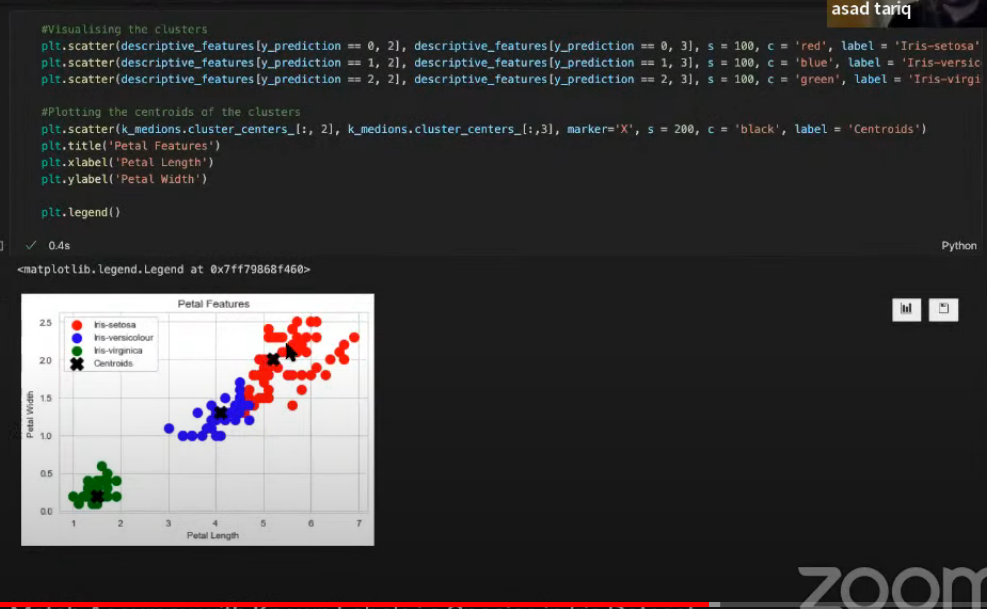 asad tariq
#Visualising the clusters
plt.scatter(descriptive_features[y_prediction == 0, 2], descriptive_features[y_prediction == 0, 3], s = 100, c = 'red', label = 'Iris-setosa'
plt.scatter(descriptive_features[y_prediction == 1, 2], descriptive_features[y_prediction == 1, 3], s = 100, c = 'blue', label = 'Iris-versic
plt.scatter(descriptive_features[y_prediction == 2, 2], descriptive_features[y_prediction == 2, 3], s = 100, c = 'green', label = 'Iris-virgi
#Plotting the centroids of the clusters
plt.scatter(k_medions.cluster_centers_[:, 2], k_medions.cluster_centers_[:,3], marker='X', s = 200, c = 'black', label = 'Centroids')
plt.title('Petal Features')
plt.xlabel('Petal Length')
plt.ylabel('Petal Width')
plt.legend()
0.4s
Python
<matplotlib.legend.Legend at 0x7ff79868f460>
Petal Features
Iris-setosa
Iris-versicolour
Iris-virginica
Centroids
2.5
2.0
1.5
1.0
0.5
0.0
Petal Width
1 2 3 4 5 6 7
Petal Length
zoom